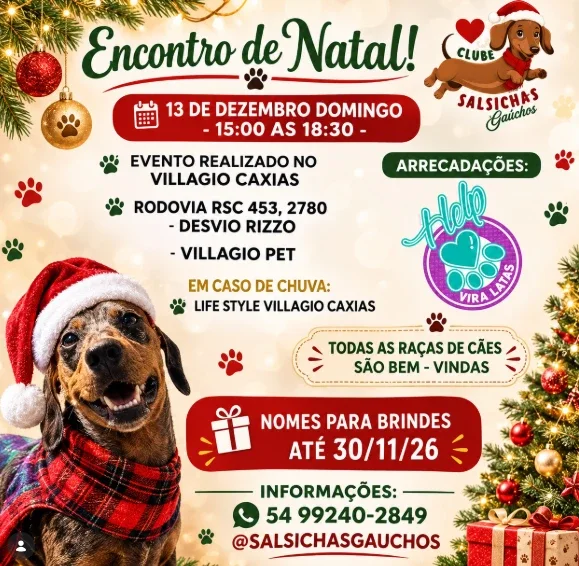 Encontro de Natal!
CLUBE
SALSICHAS
Gaúchos
13 DE DEZEMBRO DOMINGO
- 15:00 AS 18:30 -
EVENTO REALIZADO NO
VILLAGIO CAXIAS
RODOVIA RSC 453, 2780
- DESVIO RIZZO
- VILLAGIO PET
EM CASO DE CHUVA:
LIFE STYLE VILLAGIO CAXIAS
ARRECADAÇÕES:
Help
VIRA LATAS
TODAS AS RAÇAS DE CÃES
SÃO BEM - VINDAS
NOMES PARA BRINDES
ATÉ 30/11/26
INFORMAÇÕES:
54 99240-2849
@SALSICHASGAUCHOS